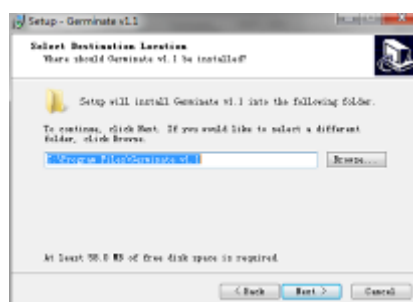 Setup - Germinate v1.1
Select Destination Location
Where should Germinate v1.1 be installed?
Setup will install Germinate v1.1 into the following folder.
To continue, click Next. If you would like to select a different
folder, click Browse.
C:\Program Files\Germinate v1.1
Browse...
At least 58.0 MB of free disk space is required.
< Back
Next >
Cancel